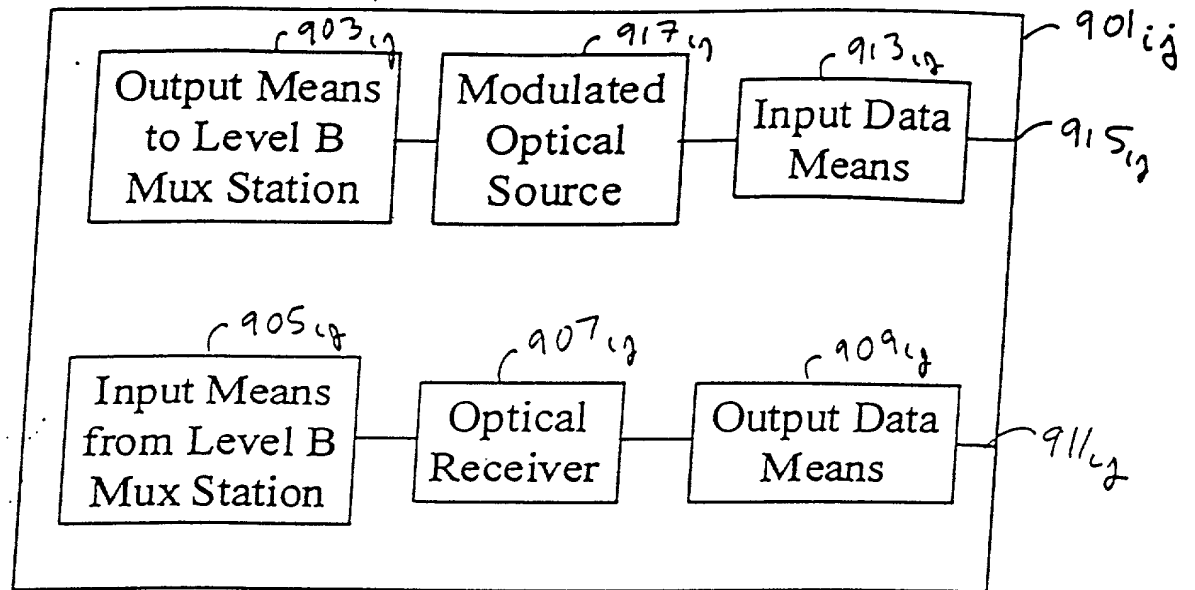 903ij
917ij
913ij
901ij
Output Means
to Level B
Mux Station
Modulated
Optical
Source
Input Data
Means
915ij
905ij
907ij
909ij
Input Means
from Level B
Mux Station
Optical
Receiver
Output Data
Means
911ij